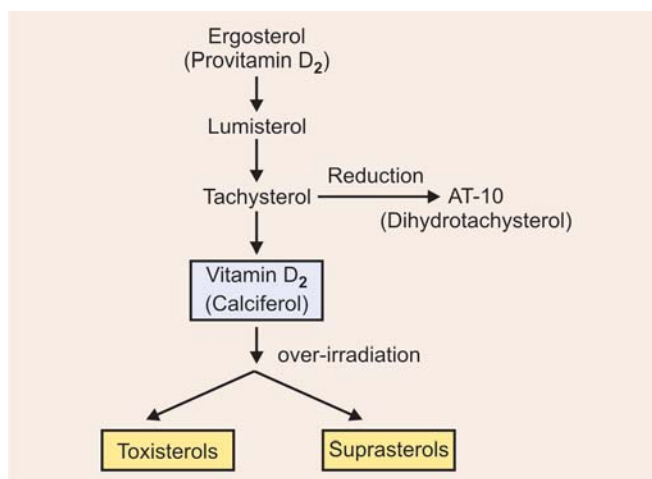 Ergosterol
(Provitamin D₂)
Lumisterol
Reduction
Tachysterol
AT-10
(Dihydrotachysterol)
Vitamin D₂
(Calciferol)
over-irradiation
Toxisterols
Suprasterols